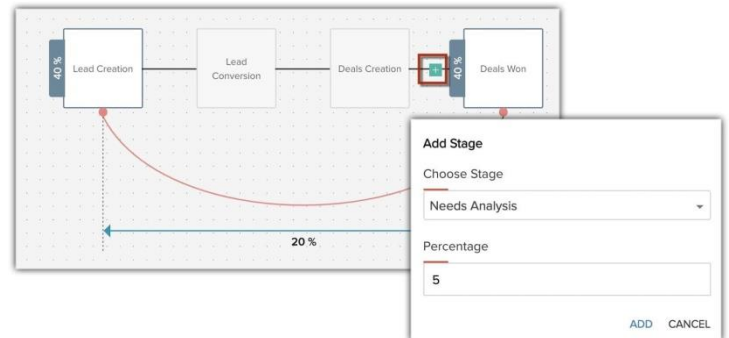 40 %
Lead Creation
Lead
Conversion
Deals Creation
+
40 %
Deals Won
20 %
Add Stage
Choose Stage
Needs Analysis
Percentage
5
ADD CANCEL